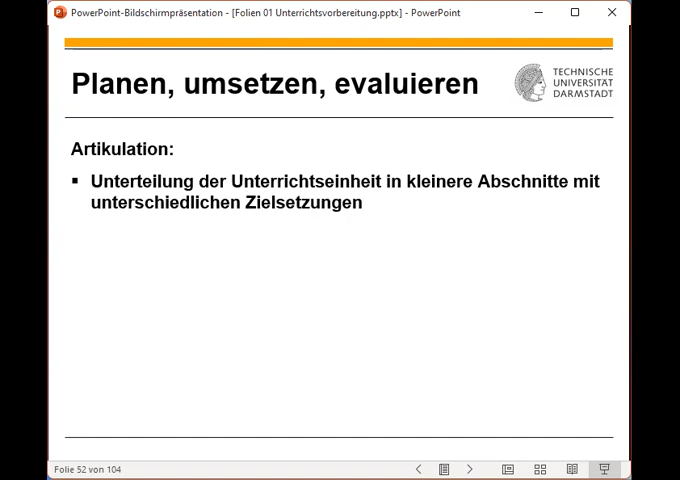 PowerPoint-Bildschirmpräsentation - [Folien 01 Unterrichtsvorbereitung.pptx] - PowerPoint
Planen, umsetzen, evaluieren
TECHNISCHE
UNIVERSITÄT
DARMSTADT
Artikulation:
▪ Unterteilung der Unterrichtseinheit in kleinere Abschnitte mit
unterschiedlichen Zielsetzungen
Folie 52 von 104